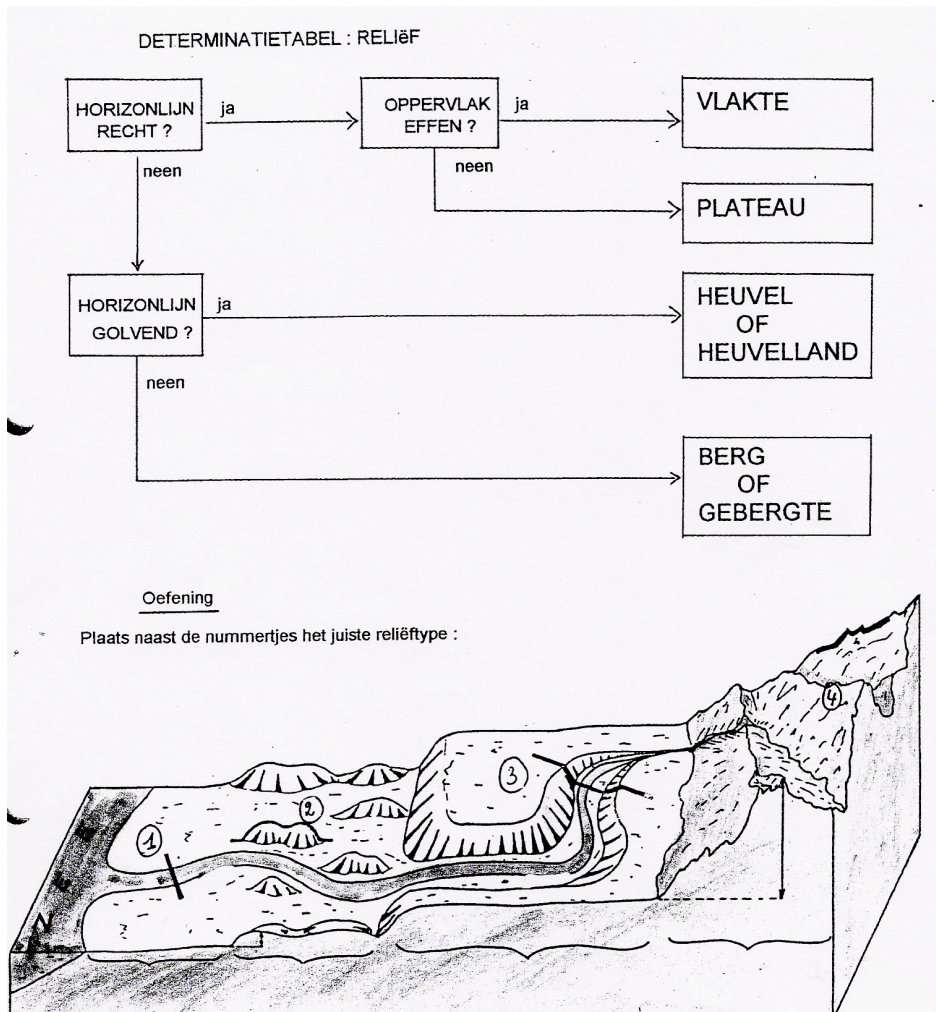 DETERMINATIETABEL : RELIëF
HORIZONLIJN
RECHT ?
ja
OPPERVLAK
EFFEN ?
ja
VLAKTE
neen
neen
PLATEAU
HORIZONLIJN
GOLVEND ?
ja
HEUVEL
OF
HEUVELLAND
neen
BERG
OF
GEBERGTE
Oefening
Plaats naast de nummertjes het juiste reliëftype :
1
2
3
4